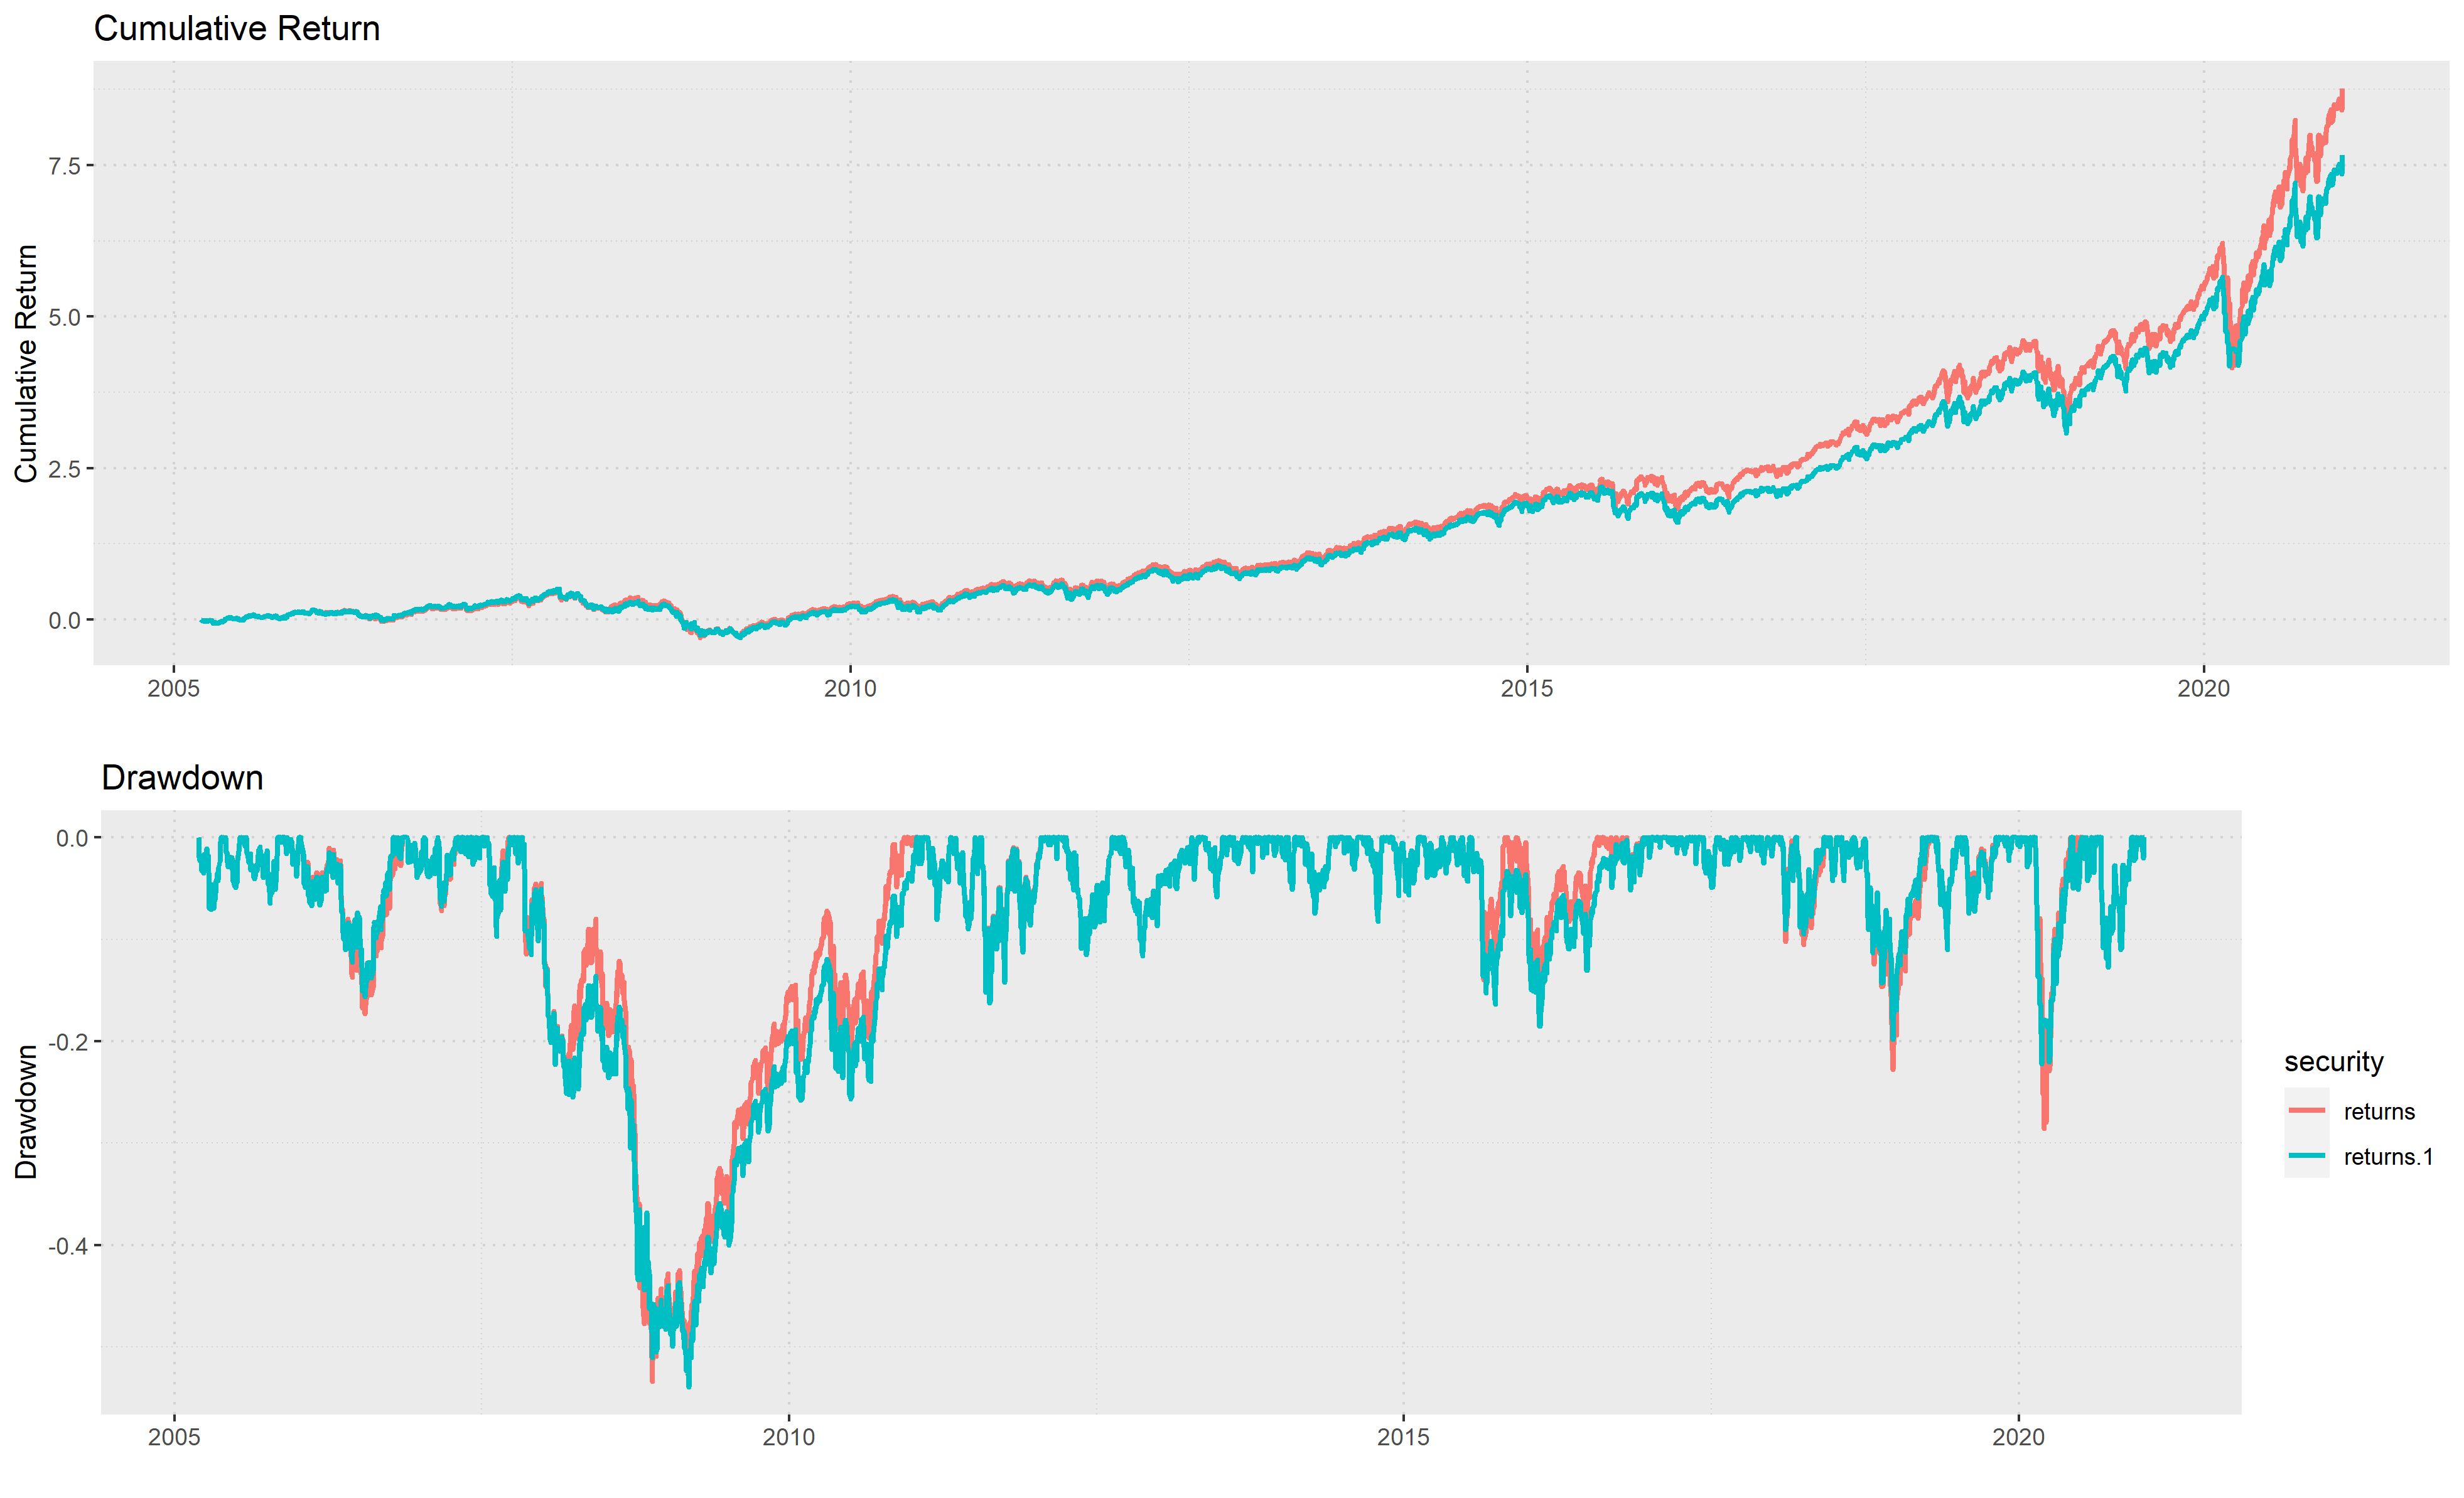 Cumulative Return
Cumulative Return
7.5
5.0
2.5
0.0
2005 2010 2015 2020
Drawdown
Drawdown
0.0
-0.2
-0.4
2005 2010 2015 2020
security
returns
returns.1